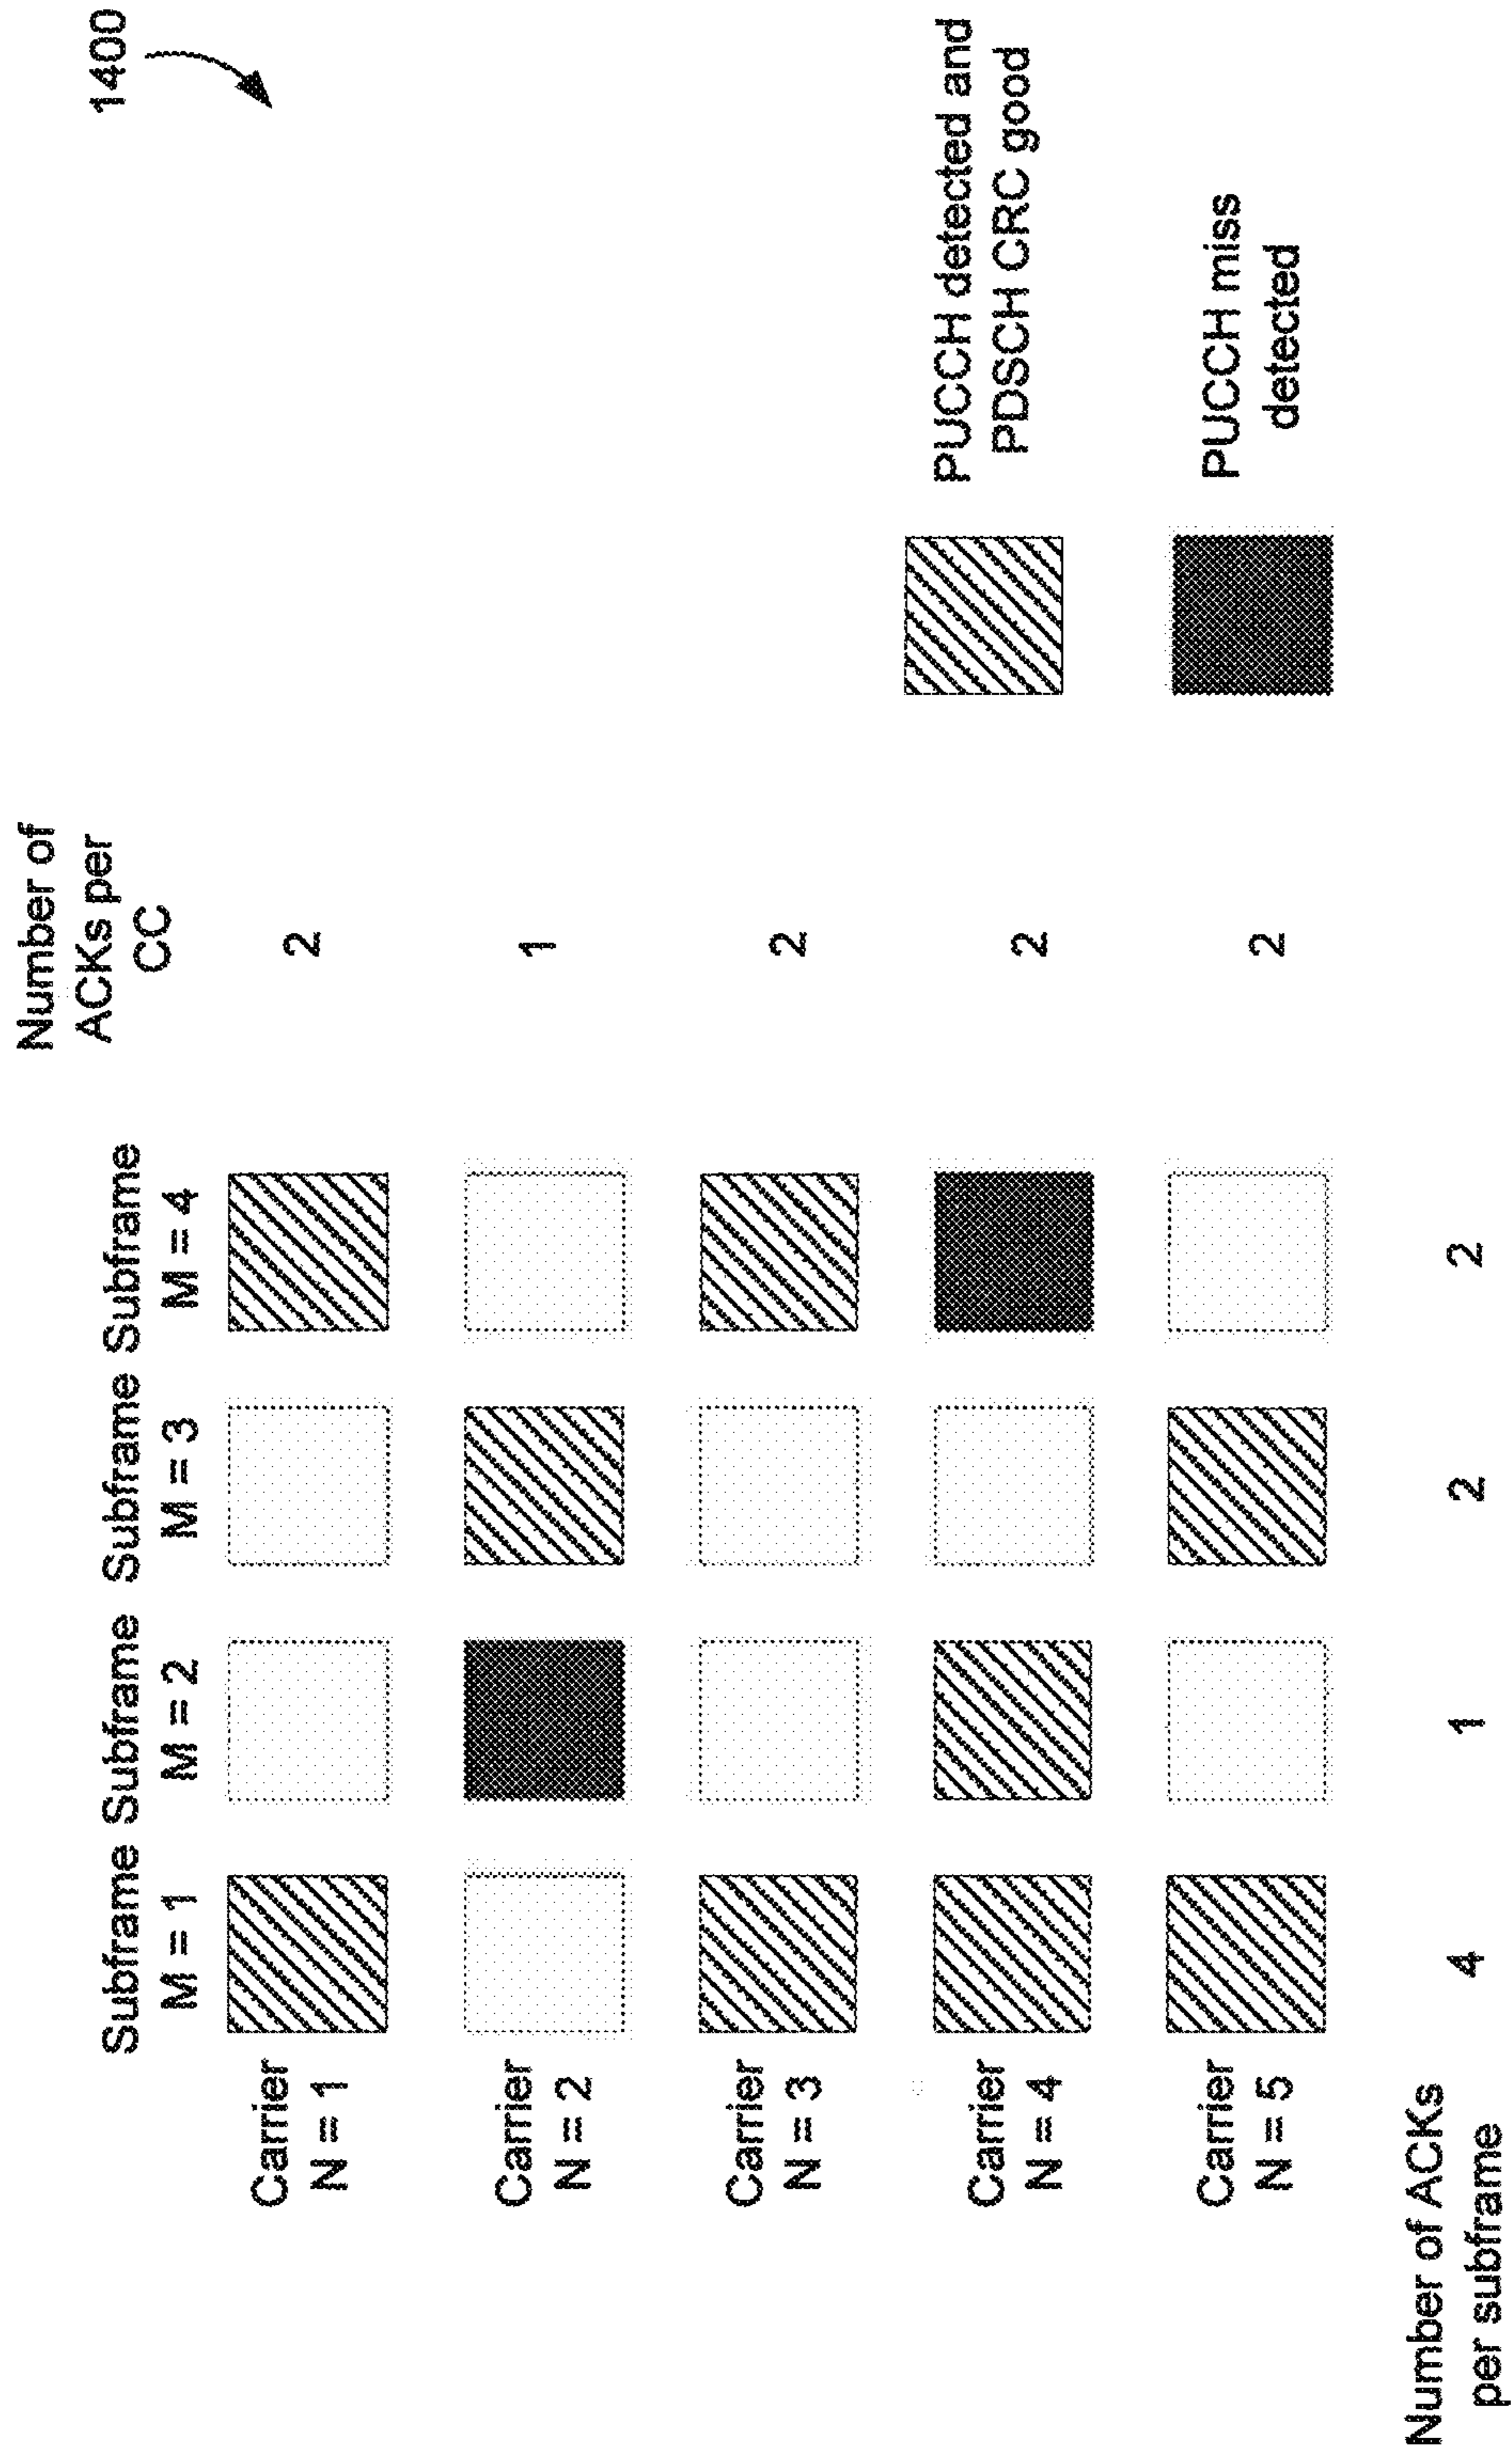 1400
Number of
ACKs per
CC
Subframe Subframe Subframe Subframe
M = 1 M = 2 M = 3 M = 4
Carrier
N = 1
2
Carrier
N = 2
1
Carrier
N = 3
2
Carrier
N = 4
2
Carrier
N = 5
2
Number of ACKs
per subframe
4 1 2 2
PUCCH detected and
PDSCH CRC good
PUCCH miss
detected